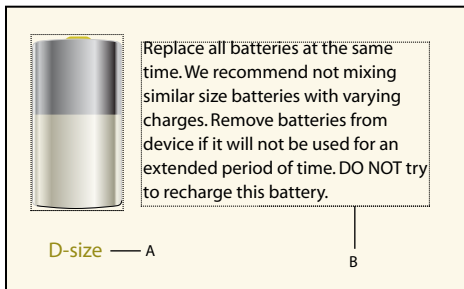 Replace all batteries at the same
time. We recommend not mixing
similar size batteries with varying
charges. Remove batteries from
device if it will not be used for an
extended period of time. DO NOT try
to recharge this battery.
D-size
A
B